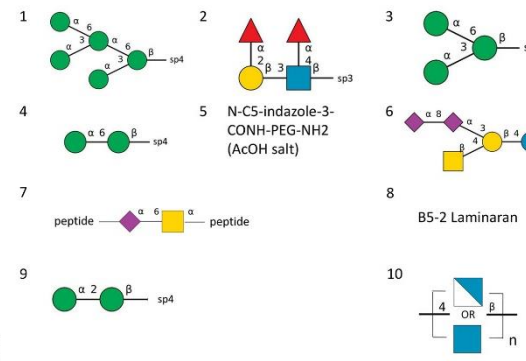 1
2
3
α 6
α
3
α 6
3
β
sp4
α
α
α
2
β
3
4
β
sp3
α
6
3
α
β
4
5
6
α 6
β
sp4
N-C5-indazole-3-
CONH-PEG-NH2
(AcOH salt)
α 8
α
3
4
β
β 4
7
8
peptide
α 6
α
peptide
B5-2 Laminaran
9
10
α 2
β
sp4
4
OR
β
n